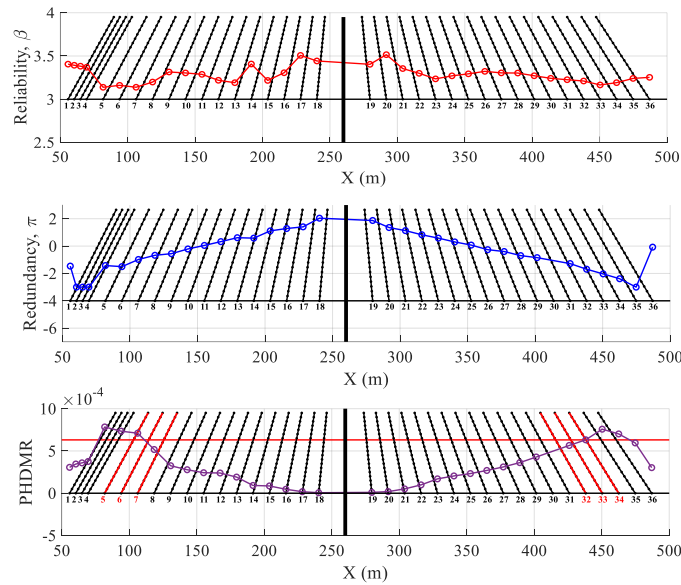 Reliability, β
4
3.5
3
2.5
1 2 3 4 5 6 7 8 9 10 11 12 13 14 15 16 17 18 19 20 21 22 23 24 25 26 27 28 29 30 31 32 33 34 35 36
50 100 150 200 250 300 350 400 450 500
X (m)
Redundancy, π
2
0
-2
-4
-6
1 2 3 4 5 6 7 8 9 10 11 12 13 14 15 16 17 18 19 20 21 22 23 24 25 26 27 28 29 30 31 32 33 34 35 36
50 100 150 200 250 300 350 400 450 500
X (m)
×10⁻⁴
PHDMR
10
5
0
1 2 3 4 5 6 7 8 9 10 11 12 13 14 15 16 17 18 19 20 21 22 23 24 25 26 27 28 29 30 31 32 33 34 35 36
50 100 150 200 250 300 350 400 450 500
X (m)